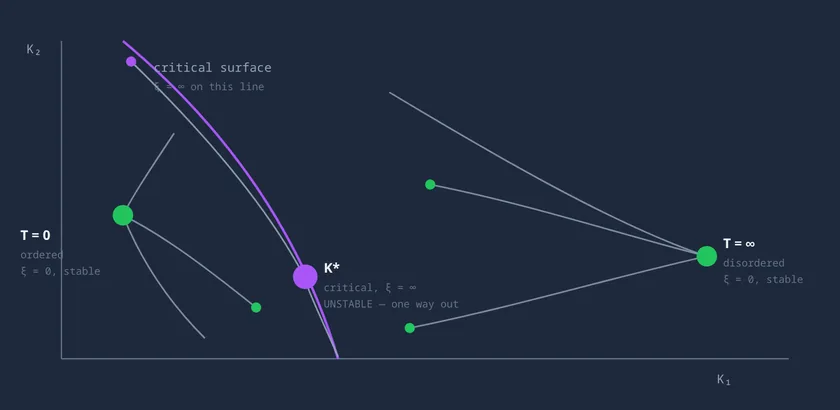 K₂
critical surface
ξ = ∞ on this line
T = 0
ordered
ξ = 0, stable
K*
critical, ξ = ∞
UNSTABLE — one way out
T = ∞
disordered
ξ = 0, stable
K₁